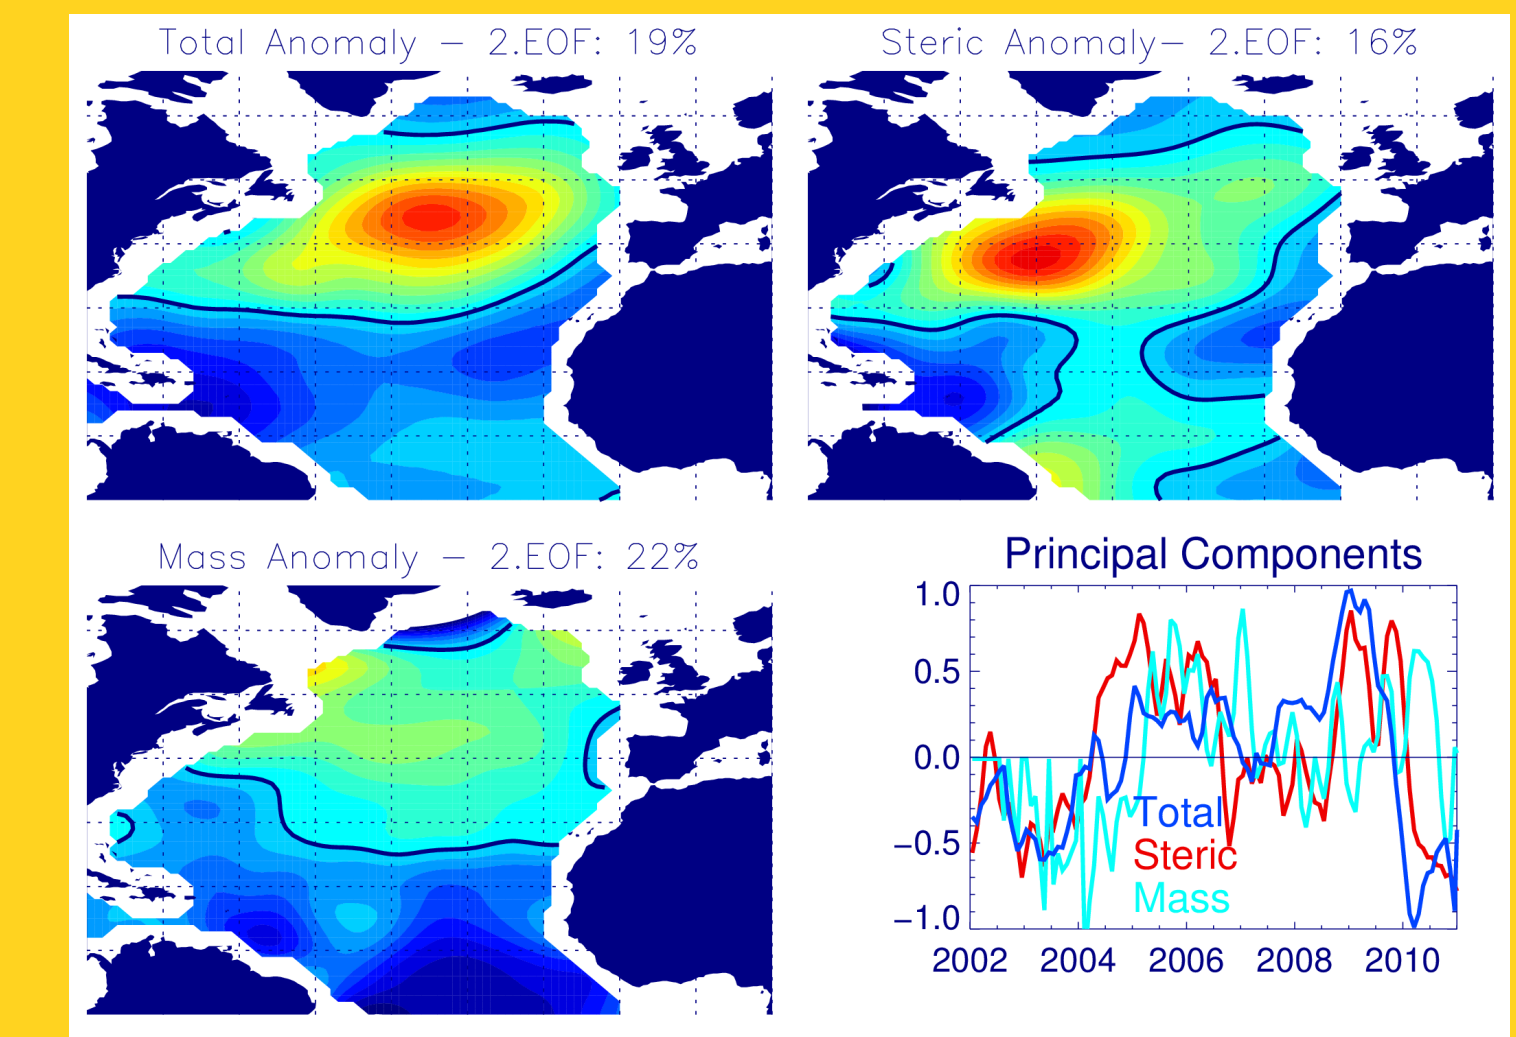 Total Anomaly – 2.EOF: 19%
Steric Anomaly– 2.EOF: 16%
Mass Anomaly – 2.EOF: 22%
Principal Components
1.0
0.5
0.0
−0.5
−1.0
Total
Steric
Mass
2002 2004 2006 2008 2010